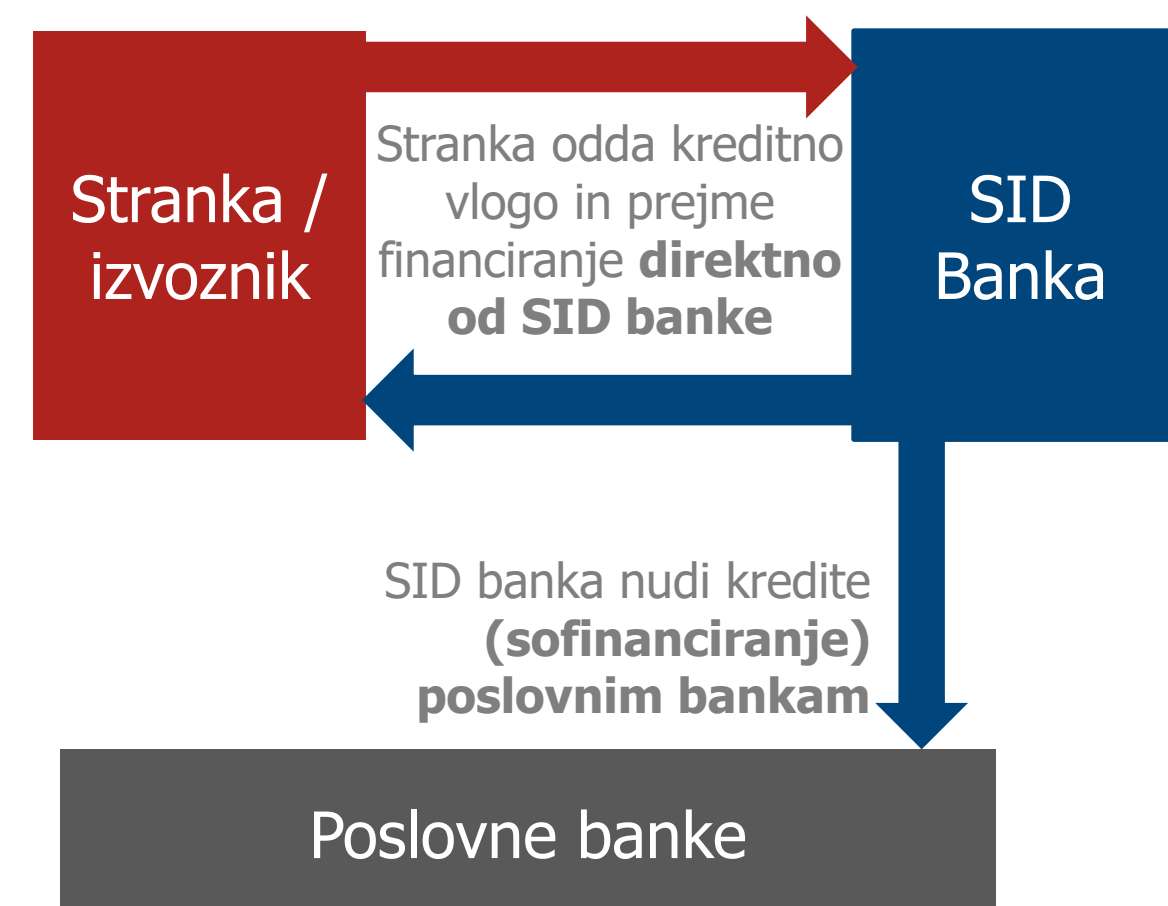 Stranka /
izvoznik
Stranka odda kreditno
vlogo in prejme
financiranje direktno
od SID banke
SID
Banka
SID banka nudi kredite
(sofinanciranje)
poslovnim bankam
Poslovne banke